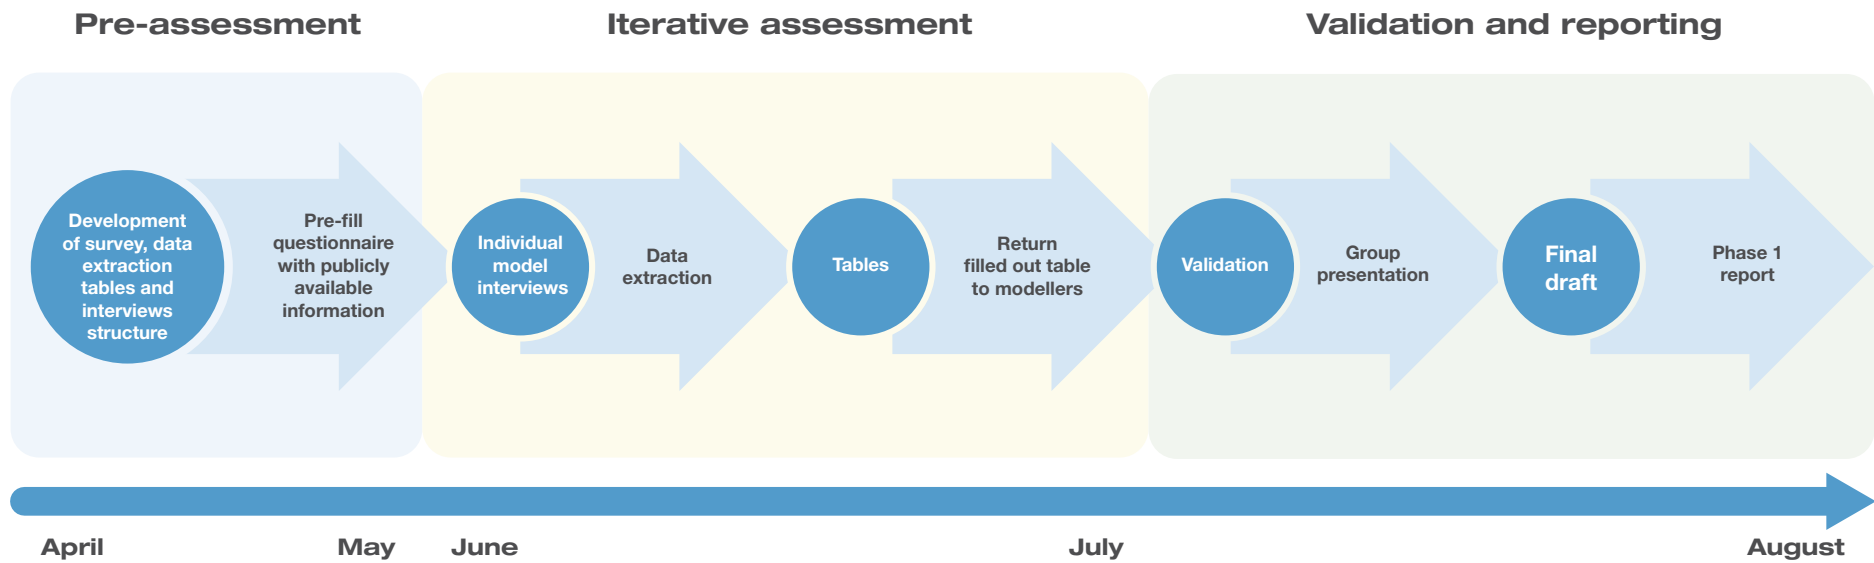 Pre-assessment
Iterative assessment
Validation and reporting
Development
of survey, data
extraction
tables and
interviews
structure
Pre-fill
questionnaire
with publicly
available
information
Individual
model
interviews
Data
extraction
Tables
Return
filled out table
to modellers
Validation
Group
presentation
Final
draft
Phase 1
report
April
May
June
July
August